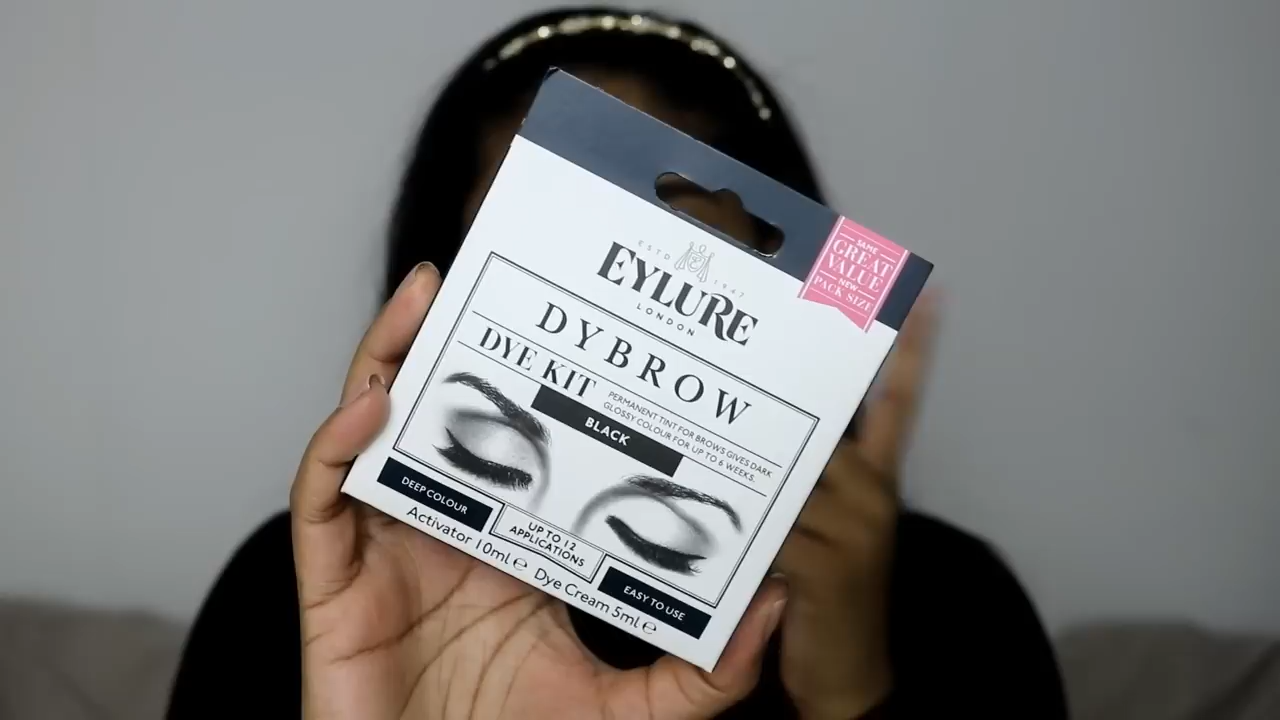 SAME
GREAT
VALUE
NEW
PACK SIZE
ESTD 1947
EYLURE
LONDON
DYBROW
DYE KIT
PERMANENT TINT FOR BROWS GIVES DARK
GLOSSY COLOUR FOR UP TO 6 WEEKS.
BLACK
DEEP COLOUR
UP TO 12
APPLICATIONS
EASY TO USE
Activator 10ml e Dye Cream 5ml e